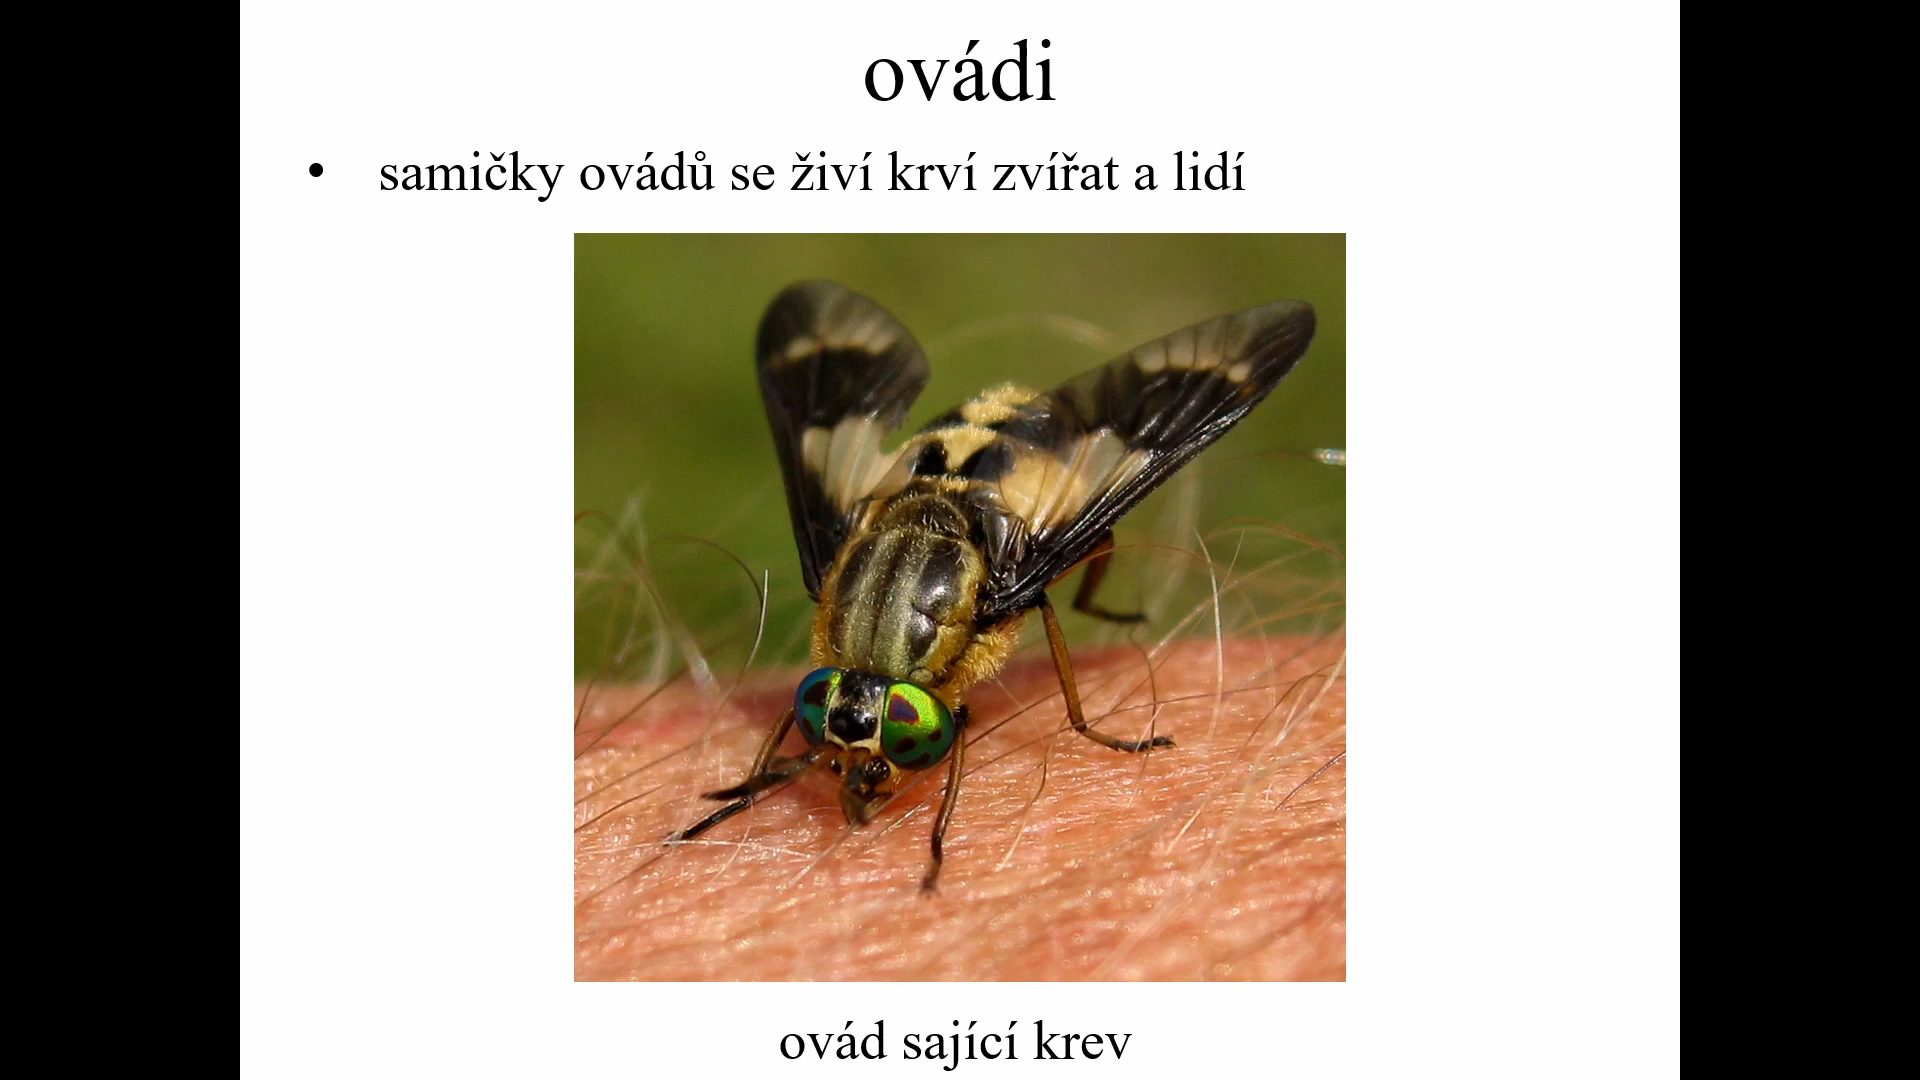 ovádi
• samičky ovádů se živí krví zvířat a lidí
ovád sající krev